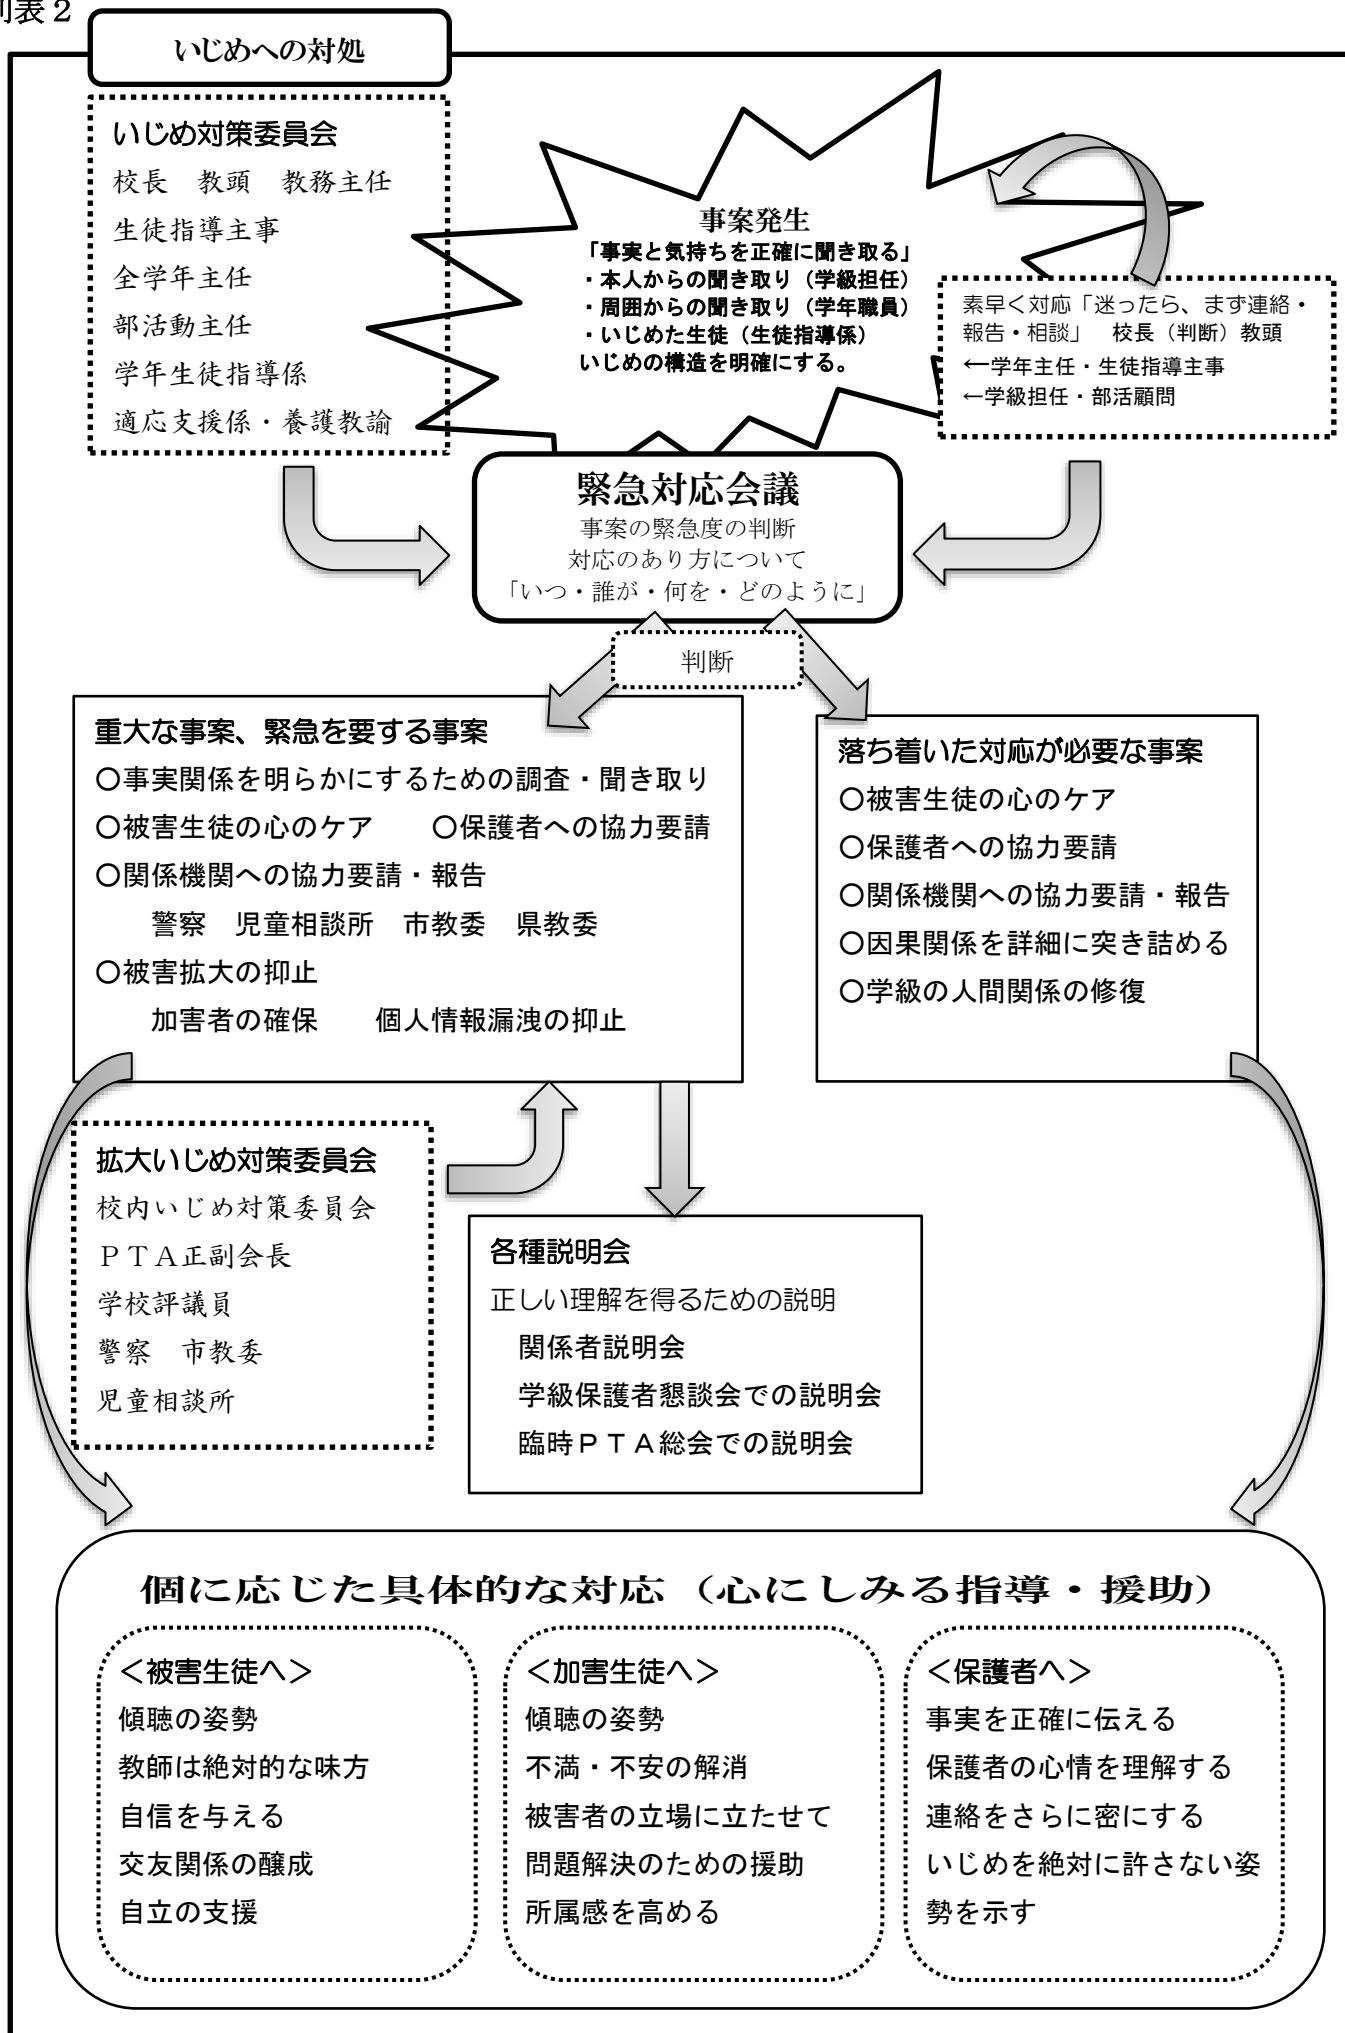 別表２
いじめへの対処
いじめ対策委員会
校長　教頭　教務主任
生徒指導主事
全学年主任
部活動主任
学年生徒指導係
適応支援係・養護教諭
事案発生
「事実と気持ちを正確に聞き取る」
・本人からの聞き取り（学級担任）
・周囲からの聞き取り（学年職員）
・いじめた生徒（生徒指導係）
いじめの構造を明確にする。
素早く対応「迷ったら、まず連絡・
報告・相談」　校長（判断）教頭
←学年主任・生徒指導主事
←学級担任・部活顧問
緊急対応会議
事案の緊急度の判断
対応のあり方について
「いつ・誰が・何を・どのように」
判断
重大な事案、緊急を要する事案
○事実関係を明らかにするための調査・聞き取り
○被害生徒の心のケア　　○保護者への協力要請
○関係機関への協力要請・報告
警察　児童相談所　市教委　県教委
○被害拡大の抑止
加害者の確保　　個人情報漏洩の抑止
落ち着いた対応が必要な事案
○被害生徒の心のケア
○保護者への協力要請
○関係機関への協力要請・報告
○因果関係を詳細に突き詰める
○学級の人間関係の修復
拡大いじめ対策委員会
校内いじめ対策委員会
ＰＴＡ正副会長
学校評議員
警察　市教委
児童相談所
各種説明会
正しい理解を得るための説明
関係者説明会
学級保護者懇談会での説明会
臨時ＰＴＡ総会での説明会
個に応じた具体的な対応（心にしみる指導・援助）
＜被害生徒へ＞
傾聴の姿勢
教師は絶対的な味方
自信を与える
交友関係の醸成
自立の支援
＜加害生徒へ＞
傾聴の姿勢
不満・不安の解消
被害者の立場に立たせて
問題解決のための援助
所属感を高める
＜保護者へ＞
事実を正確に伝える
保護者の心情を理解する
連絡をさらに密にする
いじめを絶対に許さない姿
勢を示す